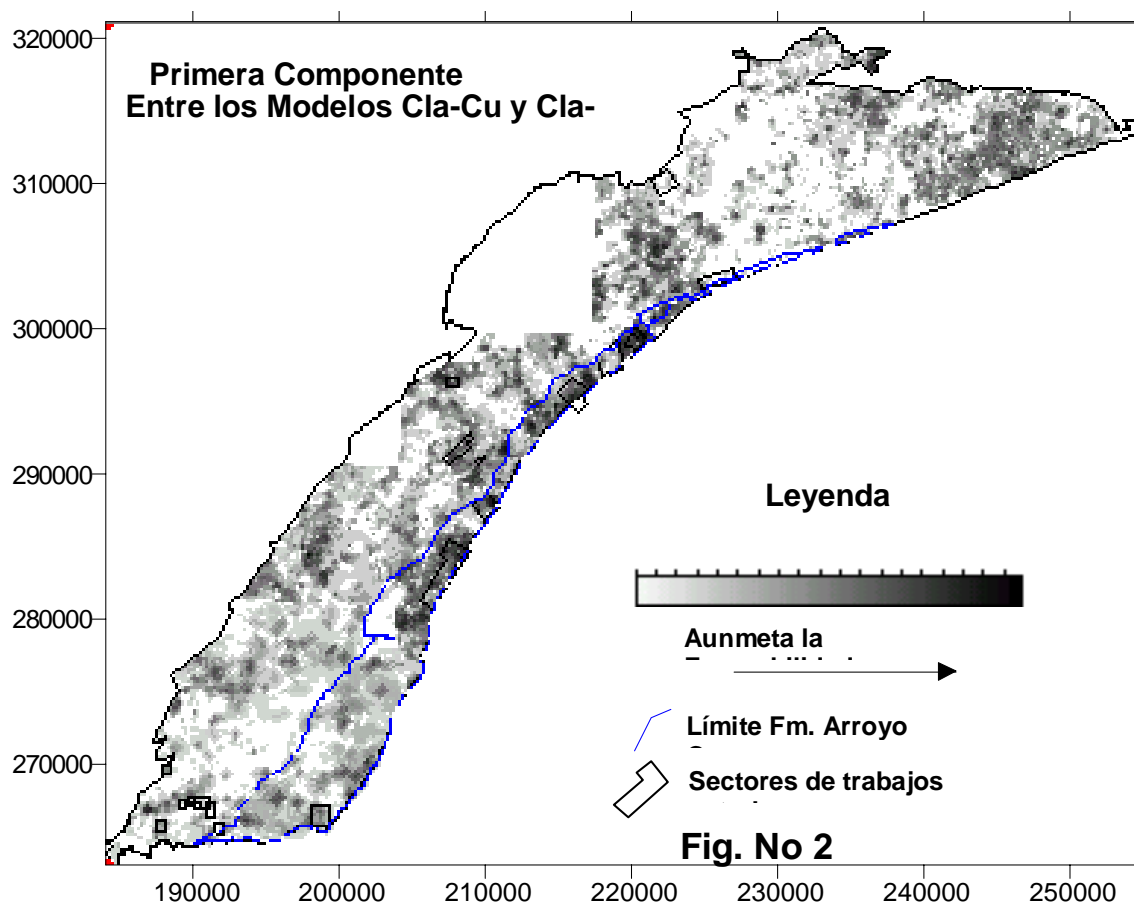 Primera Componente
Entre los Modelos Cla-Cu y Cla-
320000
310000
300000
290000
280000
270000
Leyenda
Aunmeta la
Límite Fm. Arroyo
Sectores de trabajos
Fig. No 2
190000 200000 210000 220000 230000 240000 250000